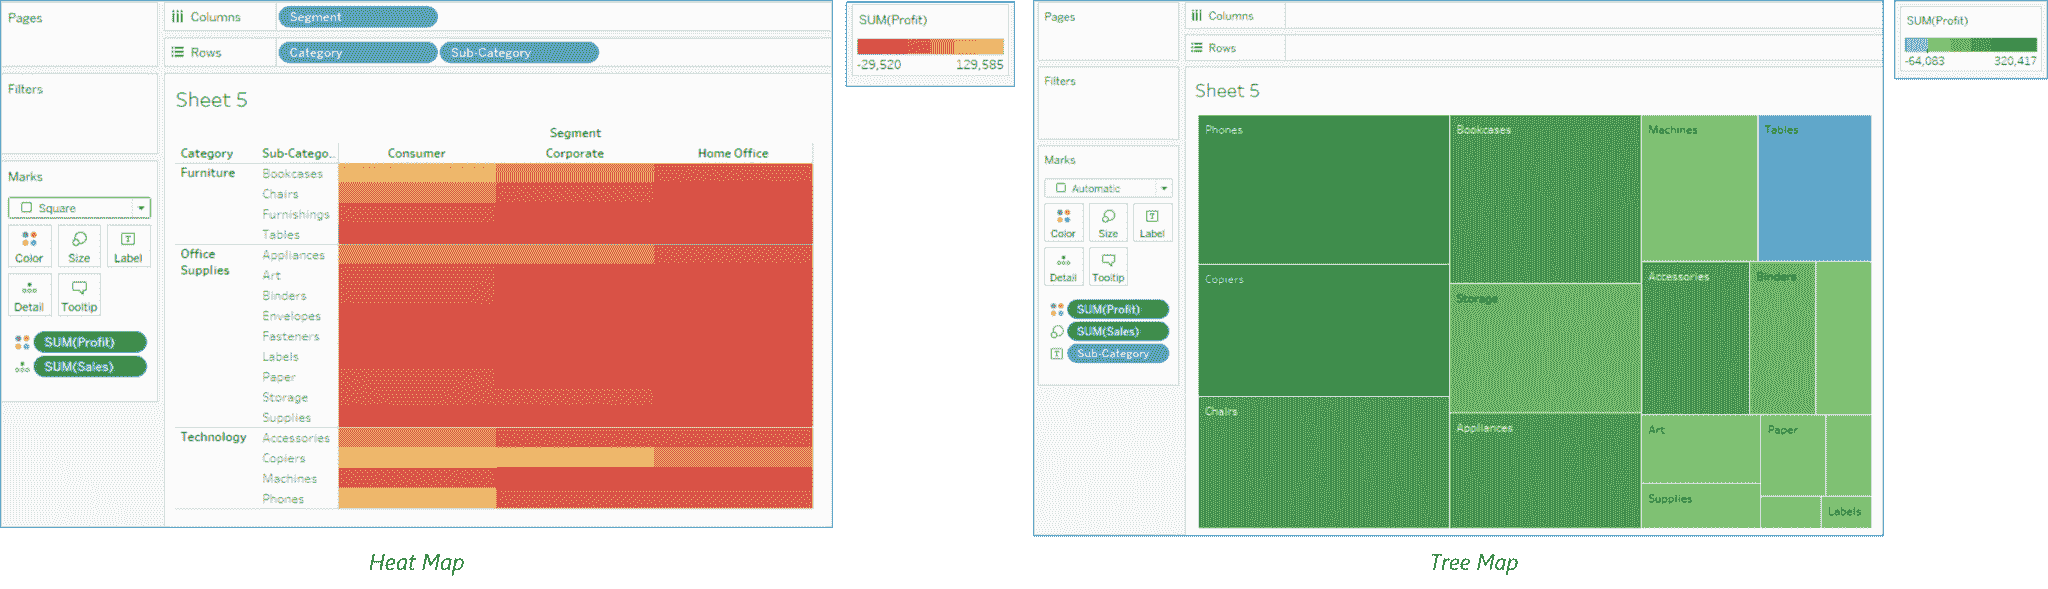 Pages
Columns
Segment
Rows
Category
Sub-Category
Filters
Sheet 5
Marks
Square
Color
Size
Label
Detail
Tooltip
SUM(Profit)
SUM(Sales)
Segment
Category
Sub-Catego..
Consumer
Corporate
Home Office
Furniture
Bookcases
Chairs
Furnishings
Tables
Office
Supplies
Appliances
Art
Binders
Envelopes
Fasteners
Labels
Paper
Storage
Supplies
Technology
Accessories
Copiers
Machines
Phones
SUM(Profit)
-29,520 129,585
Heat Map
Pages
Columns
Rows
Filters
Sheet 5
Marks
Automatic
Color
Size
Label
Detail
Tooltip
SUM(Profit)
SUM(Sales)
Sub-Category
Phones
Bookcases
Machines
Tables
Copiers
Storage
Accessories
Binders
Chairs
Appliances
Art
Paper
Supplies
Labels
SUM(Profit)
-64,083 320,417
Tree Map